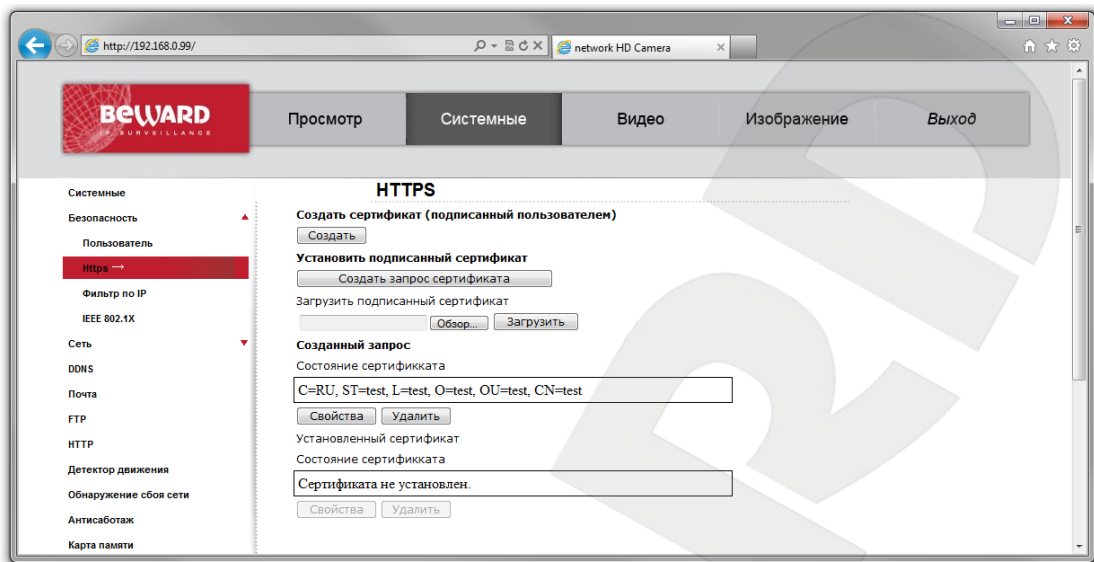 http://192.168.0.99/
network HD Camera
BEWARD
IP SURVEILLANCE
Просмотр Системные Видео Изображение Выход
Системные
Безопасность
Пользователь
Https →
Фильтр по IP
IEEE 802.1X
Сеть
DDNS
Почта
FTP
HTTP
Детектор движения
Обнаружение сбоя сети
Антисаботаж
Карта памяти
HTTPS
Создать сертификат (подписанный пользователем)
Создать
Установить подписанный сертификат
Создать запрос сертификата
Загрузить подписанный сертификат
Обзор... Загрузить
Созданный запрос
Состояние сертифькката
C=RU, ST=test, L=test, O=test, OU=test, CN=test
Свойства Удалить
Установленный сертификат
Состояние сертифькката
Сертификата не установлен.
Свойства Удалить